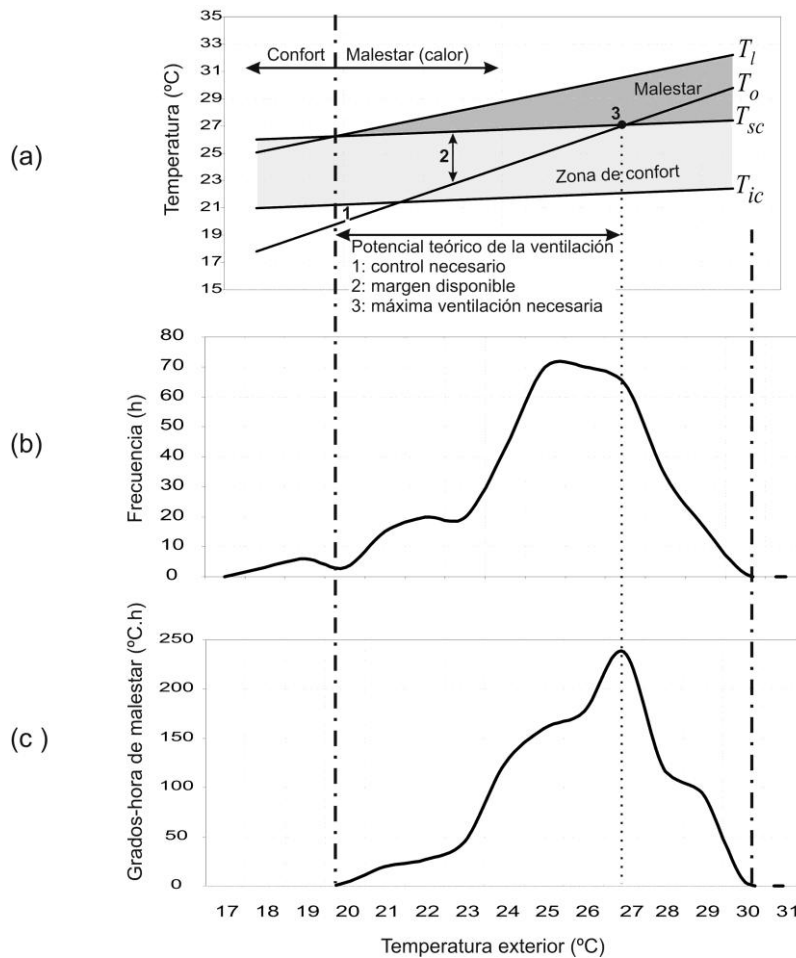 (a)
Temperatura (ºC)
35
33
31
29
27
25
23
21
19
17
15
Confort
Malestar (calor)
Malestar
3
2
Zona de confort
1
Tl
To
Tsc
Tic
Potencial teórico de la ventilación
1: control necesario
2: margen disponible
3: máxima ventilación necesaria
(b)
Frecuencia (h)
80
70
60
50
40
30
20
10
0
(c )
Grados-hora de malestar (ºC.h)
250
200
150
100
50
0
17 18 19 20 21 22 23 24 25 26 27 28 29 30 31
Temperatura exterior (ºC)